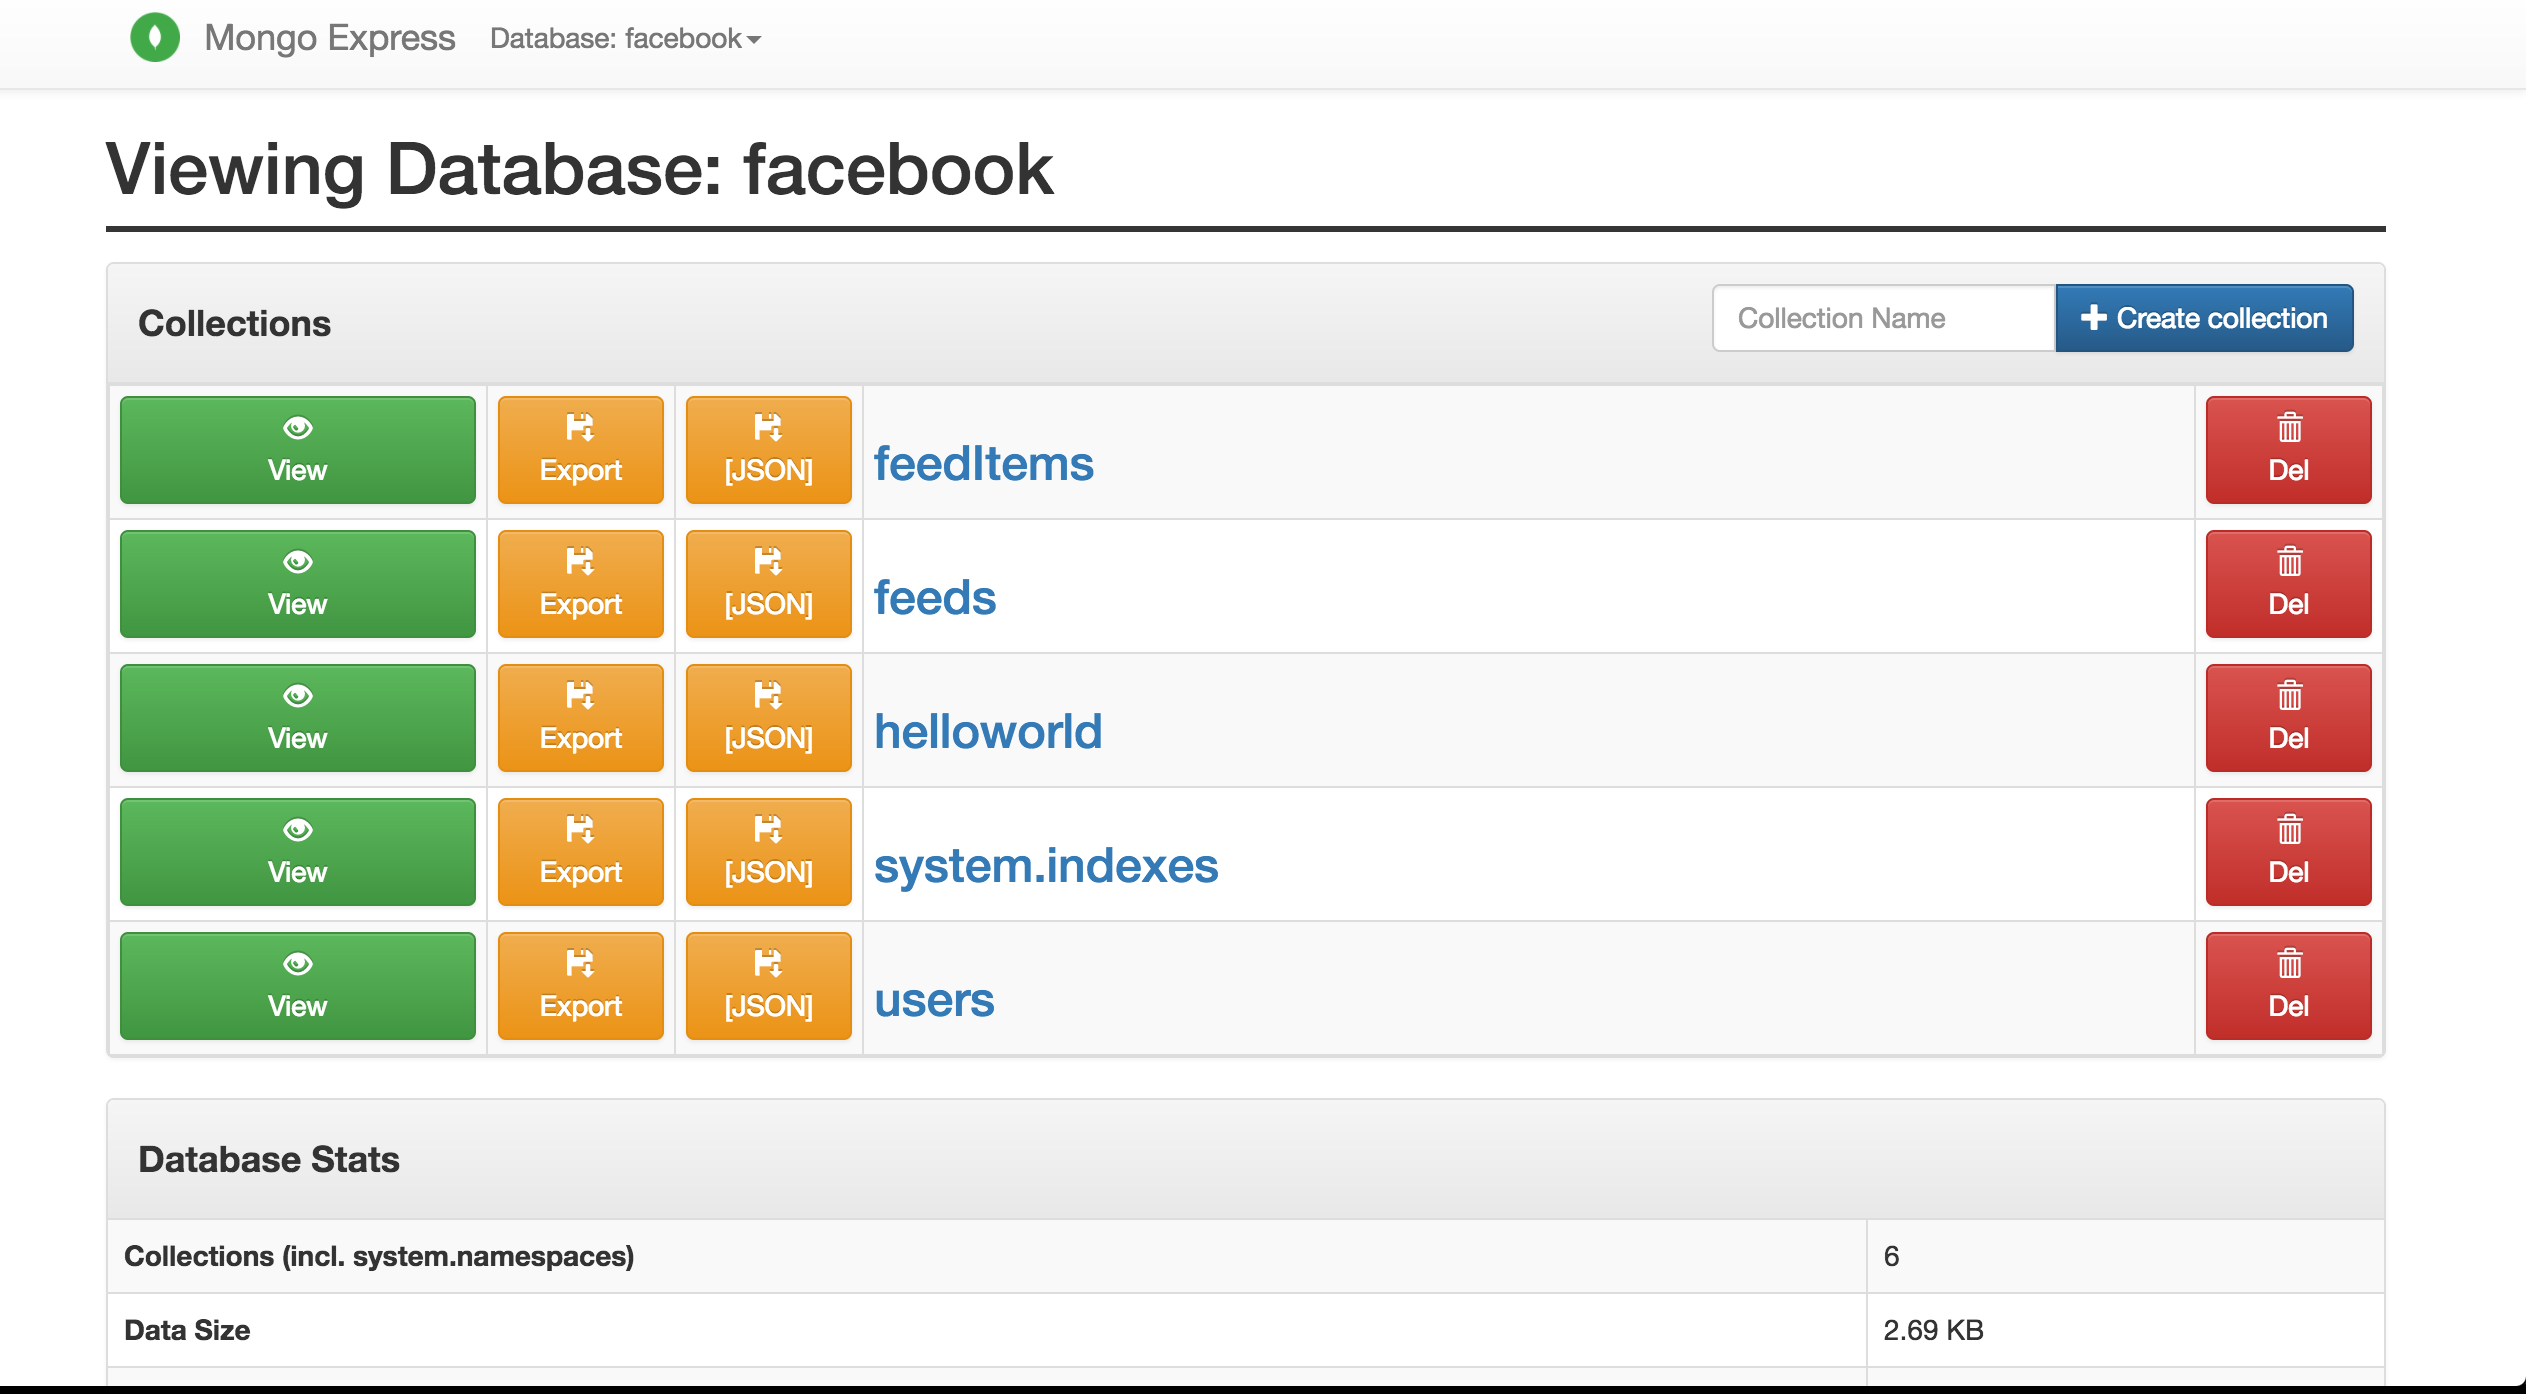 Mongo Express Database: facebook
Viewing Database: facebook
Collections Collection Name Create collection
View Export [JSON] feedItems Del
View Export [JSON] feeds Del
View Export [JSON] helloworld Del
View Export [JSON] system.indexes Del
View Export [JSON] users Del
Database Stats
Collections (incl. system.namespaces) 6
Data Size 2.69 KB